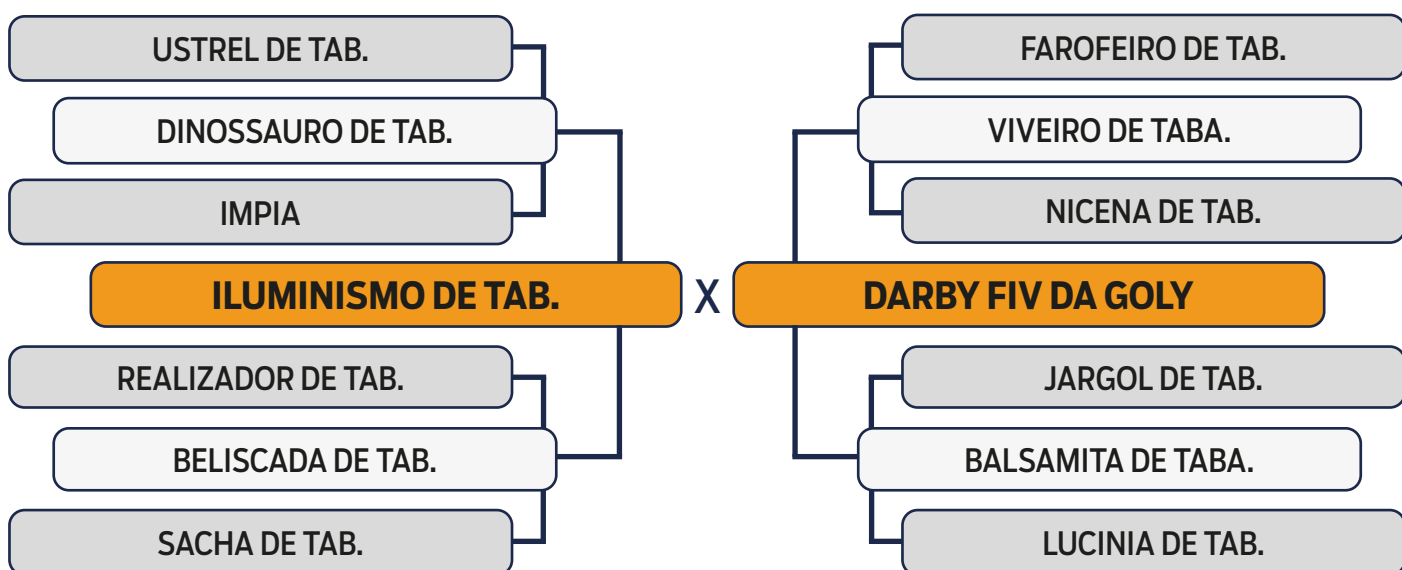 USTREL DE TAB.
DINOSSAURO DE TAB.
IMPIA
ILUMINISMO DE TAB.
REALIZADOR DE TAB.
BELISCADA DE TAB.
SACHA DE TAB.
X
FAROFEIRO DE TAB.
VIVEIRO DE TABA.
NICENA DE TAB.
DARBY FIV DA GOLY
JARGOL DE TAB.
BALSAMITA DE TABA.
LUCINIA DE TAB.